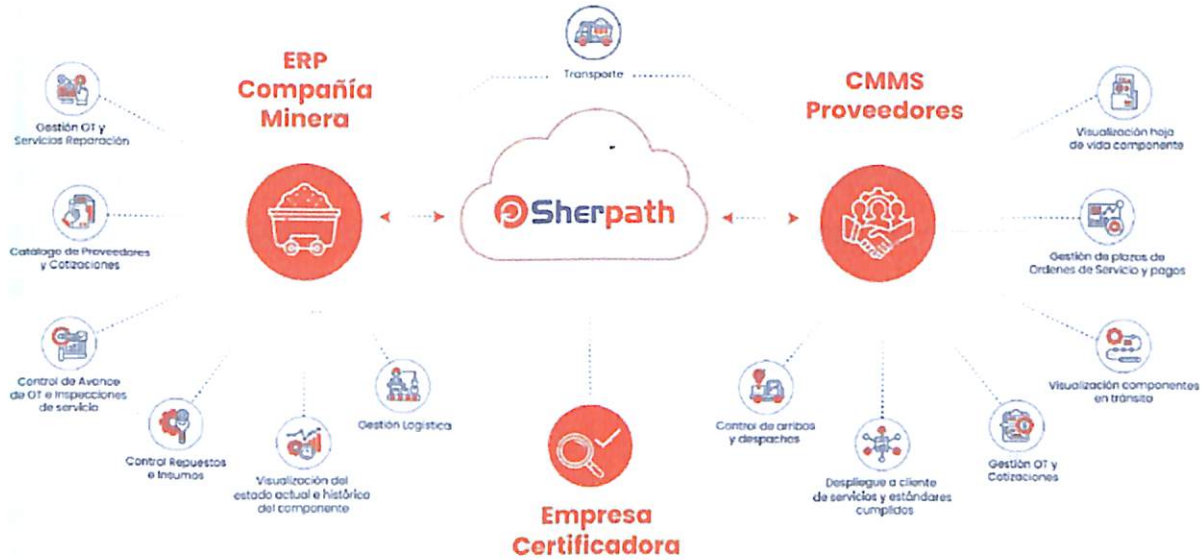 Transporte
ERP
Compañía
Minera
CMMS
Proveedores
Sherpath
Gestión OT y
Servicios Reparación
Catálogo de Proveedores
y Cotizaciones
Control de Avance
de OT e Inspecciones
de servicio
Control Repuestos
e Insumos
Visualización del
estado actual e histórico
del componente
Gestión Logística
Empresa
Certificadora
Control de arribos
y despachos
Despliegue a cliente
de servicios y estándares
cumplidos
Gestión OT y
Cotizaciones
Visualización componentes
en tránsito
Gestión de plazos de
Ordenes de Servicio y pagos
Visualización hoja
de vida componente